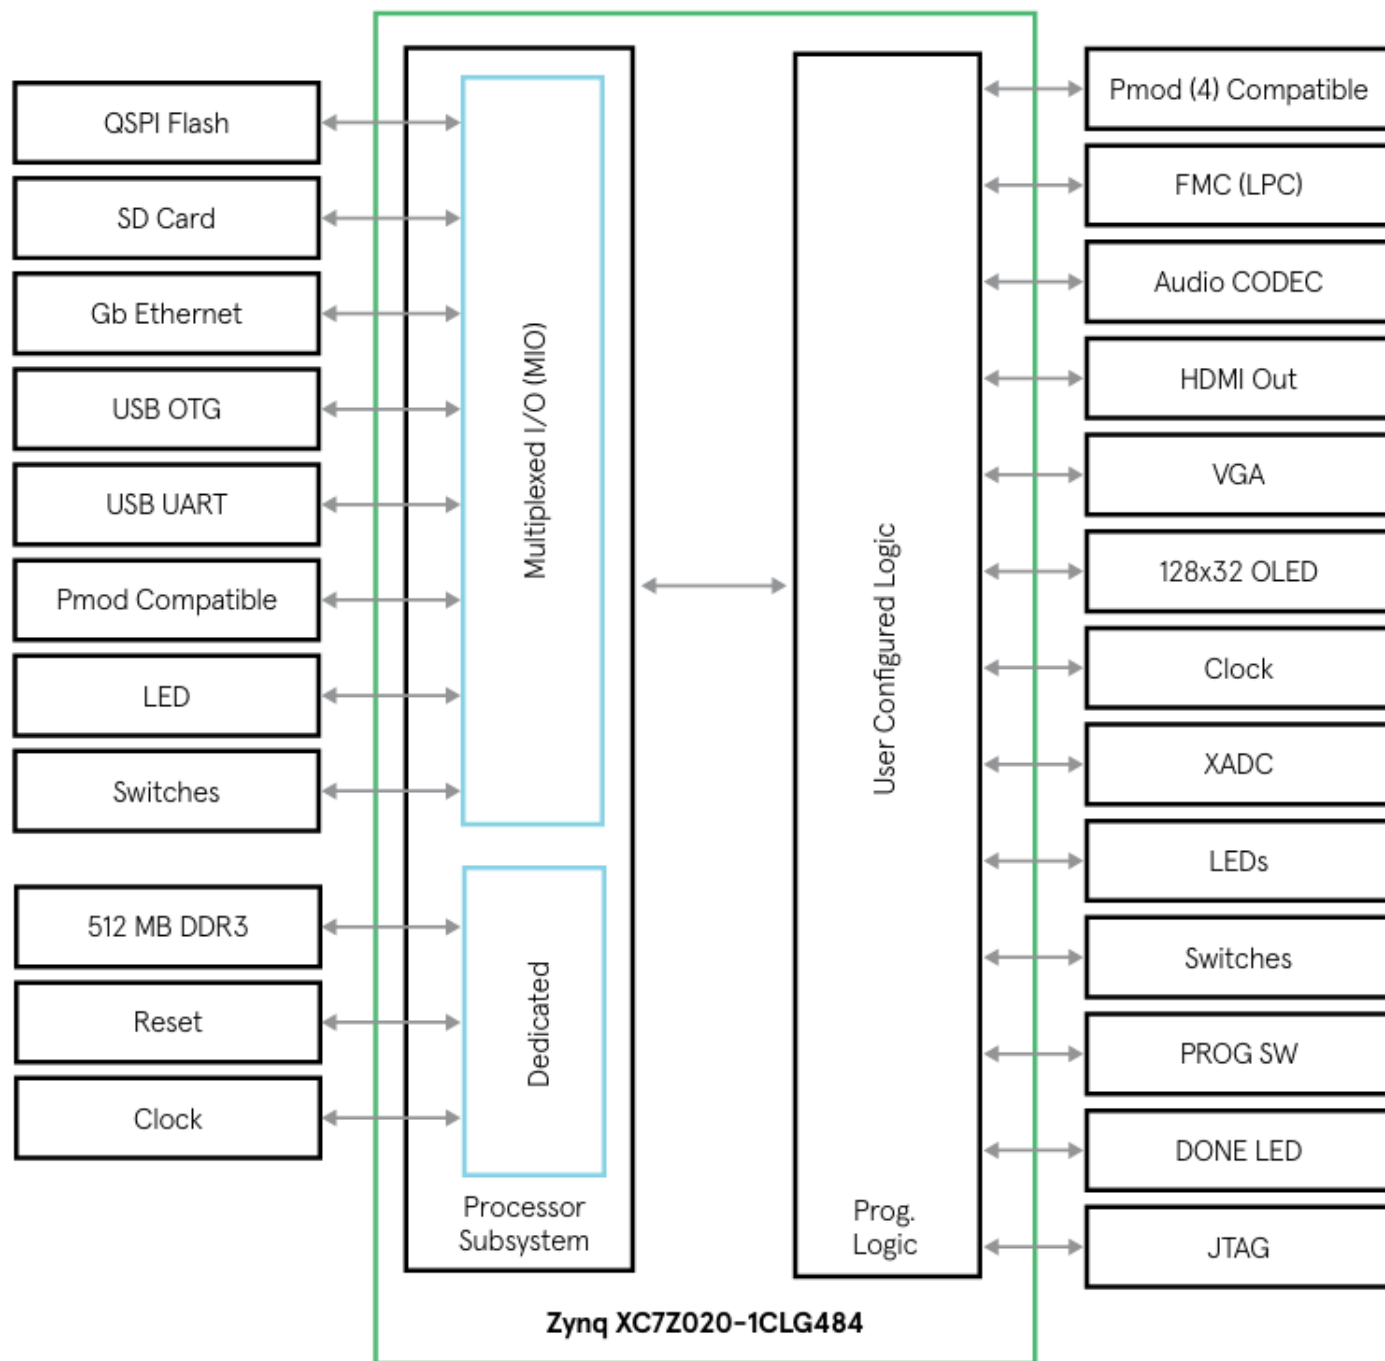 QSPI Flash
SD Card
Gb Ethernet
USB OTG
USB UART
Pmod Compatible
LED
Switches
512 MB DDR3
Reset
Clock
Multiplexed I/O (MIO)
Dedicated
Processor
Subsystem
User Configured Logic
Prog.
Logic
Pmod (4) Compatible
FMC (LPC)
Audio CODEC
HDMI Out
VGA
128x32 OLED
Clock
XADC
LEDs
Switches
PROG SW
DONE LED
JTAG
Zynq XC7Z020-1CLG484